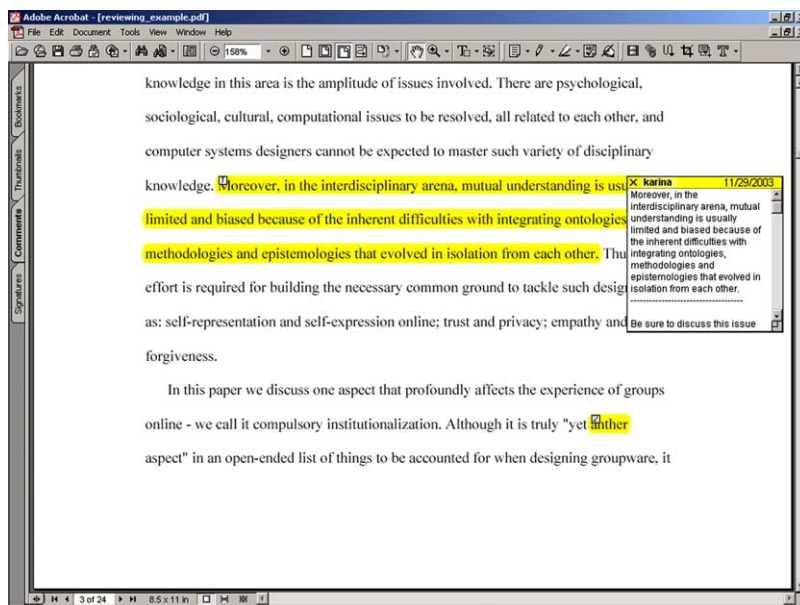 Adobe Acrobat - [reviewing_example.pdf]
File Edit Document Tools View Window Help
158%
Bookmarks
Thumbnails
Comments
Signatures
knowledge in this area is the amplitude of issues involved. There are psychological,
sociological, cultural, computational issues to be resolved, all related to each other, and
computer systems designers cannot be expected to master such variety of disciplinary
knowledge. Moreover, in the interdisciplinary arena, mutual understanding is usu
limited and biased because of the inherent difficulties with integrating ontologies
methodologies and epistemologies that evolved in isolation from each other. Thu
effort is required for building the necessary common ground to tackle such desig
as: self-representation and self-expression online; trust and privacy; empathy and
forgiveness.
In this paper we discuss one aspect that profoundly affects the experience of groups
online - we call it compulsory institutionalization. Although it is truly "yet anther
aspect" in an open-ended list of things to be accounted for when designing groupware, it
karina 11/29/2003
Moreover, in the
interdisciplinary arena, mutual
understanding is usually
limited and biased because of
the inherent difficulties with
integrating ontologies,
methodologies and
epistemologies that evolved in
isolation from each other.
-----------------------------------
Be sure to discuss this issue
3 of 24 8.5 x 11 in